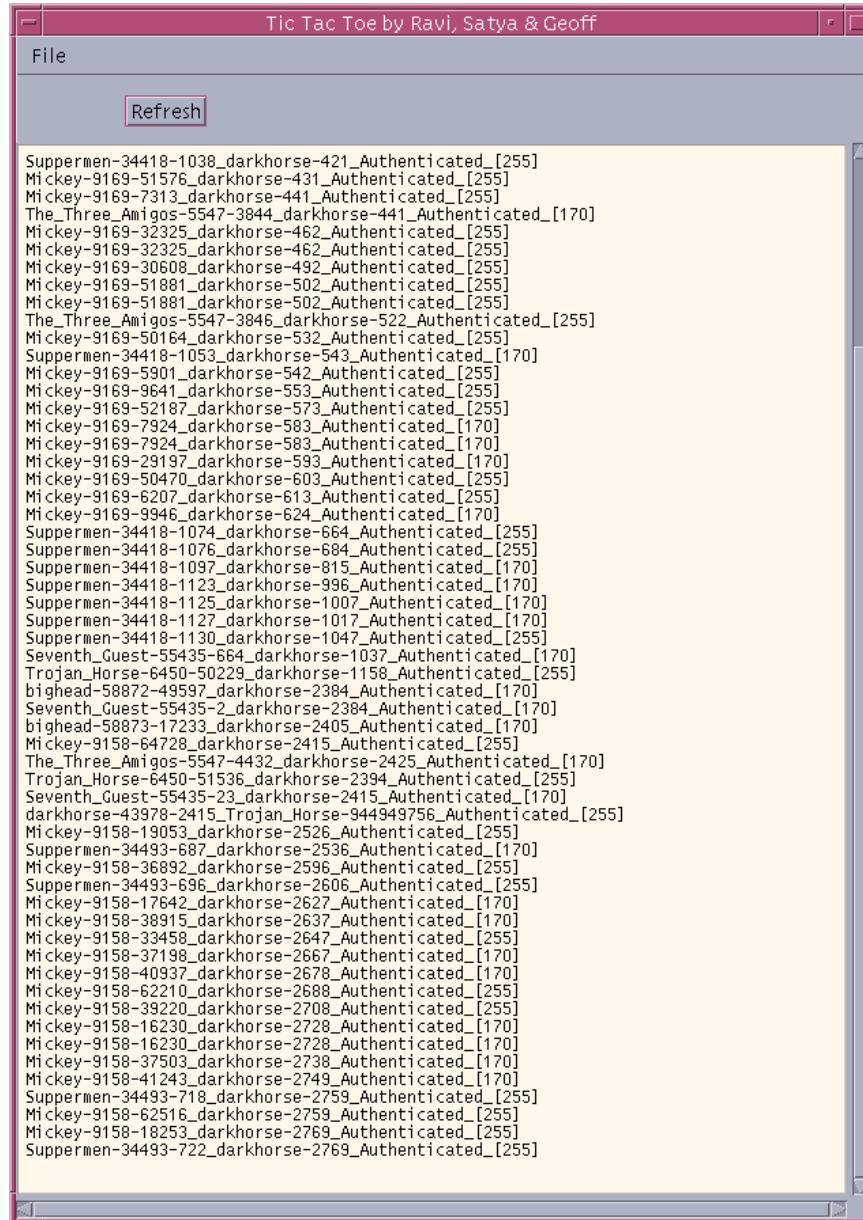 Tic Tac Toe by Ravi, Satya & Geoff
File
Refresh
Suppermen-34418-1038_darkhorse-421_Authenticated_[255]
Mickey-9169-51576_darkhorse-431_Authenticated_[255]
Mickey-9169-7313_darkhorse-441_Authenticated_[255]
The_Three_Amigos-5547-3844_darkhorse-441_Authenticated_[170]
Mickey-9169-32325_darkhorse-462_Authenticated_[255]
Mickey-9169-32325_darkhorse-462_Authenticated_[255]
Mickey-9169-30608_darkhorse-492_Authenticated_[255]
Mickey-9169-51881_darkhorse-502_Authenticated_[255]
Mickey-9169-51881_darkhorse-502_Authenticated_[255]
The_Three_Amigos-5547-3846_darkhorse-522_Authenticated_[255]
Mickey-9169-50164_darkhorse-532_Authenticated_[255]
Suppermen-34418-1053_darkhorse-543_Authenticated_[170]
Mickey-9169-5901_darkhorse-542_Authenticated_[255]
Mickey-9169-9641_darkhorse-553_Authenticated_[255]
Mickey-9169-52187_darkhorse-573_Authenticated_[255]
Mickey-9169-7924_darkhorse-583_Authenticated_[170]
Mickey-9169-7924_darkhorse-583_Authenticated_[170]
Mickey-9169-29197_darkhorse-593_Authenticated_[170]
Mickey-9169-50470_darkhorse-603_Authenticated_[255]
Mickey-9169-6207_darkhorse-613_Authenticated_[255]
Mickey-9169-9946_darkhorse-624_Authenticated_[170]
Suppermen-34418-1074_darkhorse-664_Authenticated_[255]
Suppermen-34418-1076_darkhorse-684_Authenticated_[255]
Suppermen-34418-1097_darkhorse-815_Authenticated_[170]
Suppermen-34418-1123_darkhorse-996_Authenticated_[170]
Suppermen-34418-1125_darkhorse-1007_Authenticated_[170]
Suppermen-34418-1127_darkhorse-1017_Authenticated_[170]
Suppermen-34418-1130_darkhorse-1047_Authenticated_[255]
Seventh_Guest-55435-664_darkhorse-1037_Authenticated_[170]
Trojan_Horse-6450-50229_darkhorse-1158_Authenticated_[255]
bighead-58872-49597_darkhorse-2384_Authenticated_[170]
Seventh_Guest-55435-2_darkhorse-2384_Authenticated_[170]
bighead-58873-17233_darkhorse-2405_Authenticated_[170]
Mickey-9158-64728_darkhorse-2415_Authenticated_[255]
The_Three_Amigos-5547-4432_darkhorse-2425_Authenticated_[170]
Trojan_Horse-6450-51536_darkhorse-2394_Authenticated_[255]
Seventh_Guest-55435-23_darkhorse-2415_Authenticated_[170]
darkhorse-43978-2415_Trojan_Horse-944949756_Authenticated_[255]
Mickey-9158-19053_darkhorse-2526_Authenticated_[255]
Suppermen-34493-687_darkhorse-2536_Authenticated_[170]
Mickey-9158-36892_darkhorse-2596_Authenticated_[255]
Suppermen-34493-696_darkhorse-2606_Authenticated_[255]
Mickey-9158-17642_darkhorse-2627_Authenticated_[170]
Mickey-9158-38915_darkhorse-2637_Authenticated_[170]
Mickey-9158-33458_darkhorse-2647_Authenticated_[255]
Mickey-9158-37198_darkhorse-2667_Authenticated_[170]
Mickey-9158-40937_darkhorse-2678_Authenticated_[170]
Mickey-9158-62210_darkhorse-2688_Authenticated_[255]
Mickey-9158-39220_darkhorse-2708_Authenticated_[255]
Mickey-9158-16230_darkhorse-2728_Authenticated_[170]
Mickey-9158-16230_darkhorse-2728_Authenticated_[170]
Mickey-9158-37503_darkhorse-2738_Authenticated_[170]
Mickey-9158-41243_darkhorse-2749_Authenticated_[170]
Suppermen-34493-718_darkhorse-2759_Authenticated_[255]
Mickey-9158-62516_darkhorse-2759_Authenticated_[255]
Mickey-9158-18253_darkhorse-2769_Authenticated_[255]
Suppermen-34493-722_darkhorse-2769_Authenticated_[255]